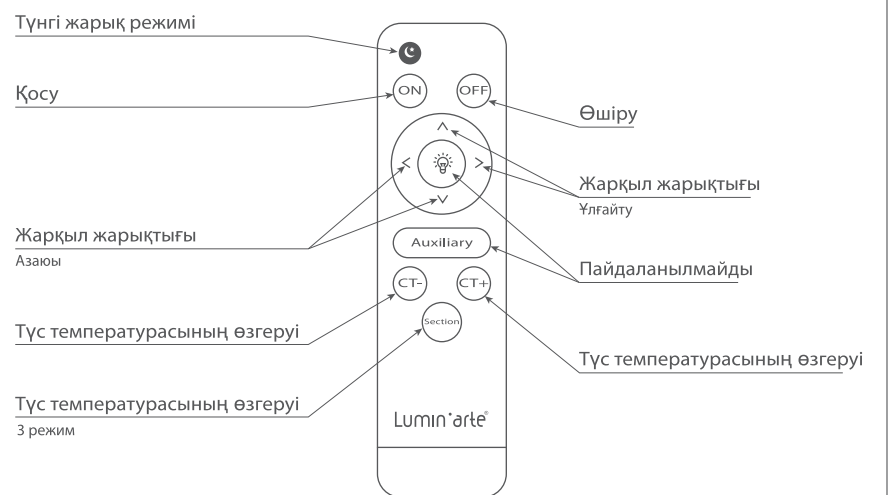 Түнгі жарық режимі
Қосу
ON
OFF
Өшіру
Жарқыл жарықтығы
Ұлғайту
Жарқыл жарықтығы
Азаюы
Auxiliary
Пайдаланылмайды
CT-
CT+
Section
Түс температурасының өзгеруі
Түс температурасының өзгеруі
Түс температурасының өзгеруі
3 режим
Lumin•arte®